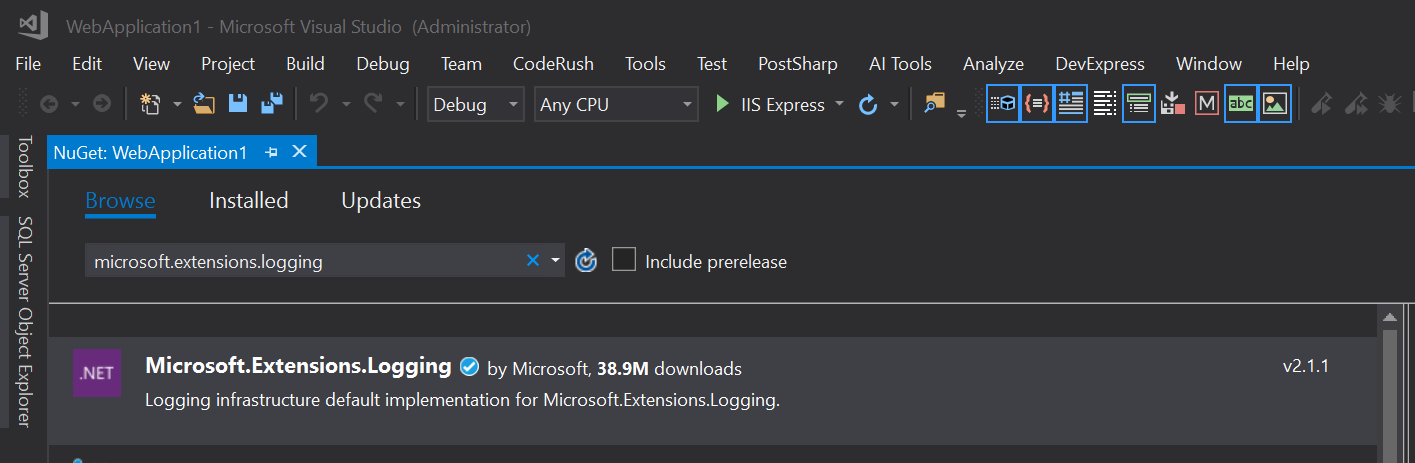 WebApplication1 - Microsoft Visual Studio (Administrator)
File Edit View Project Build Debug Team CodeRush Tools Test PostSharp AI Tools Analyze DevExpress Window Help
Debug Any CPU IIS Express M abc
Toolbox
SQL Server Object Explorer
NuGet: WebApplication1
Browse Installed Updates
microsoft.extensions.logging Include prerelease
.NET
Microsoft.Extensions.Logging by Microsoft, 38.9M downloads v2.1.1
Logging infrastructure default implementation for Microsoft.Extensions.Logging.